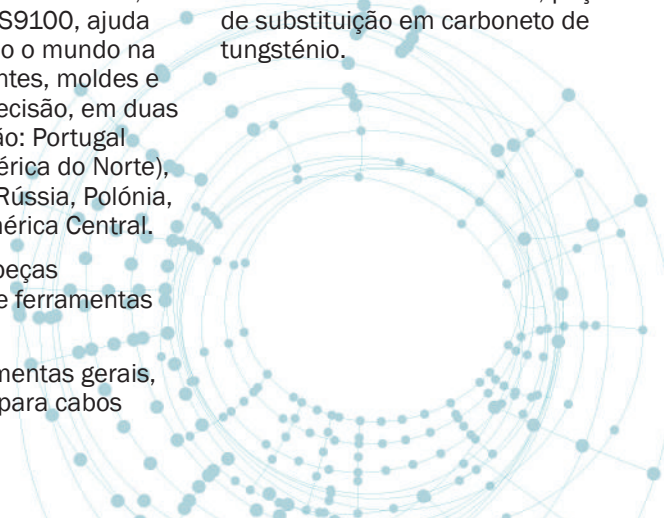 S9100, ajuda
o o mundo na
ntes, moldes e
ecisão, em duas
ão: Portugal
érica do Norte),
Rússia, Polónia,
mérica Central.
peças
e ferramentas
mentas gerais,
para cabos
de substituição em carboneto de
tungsténio.